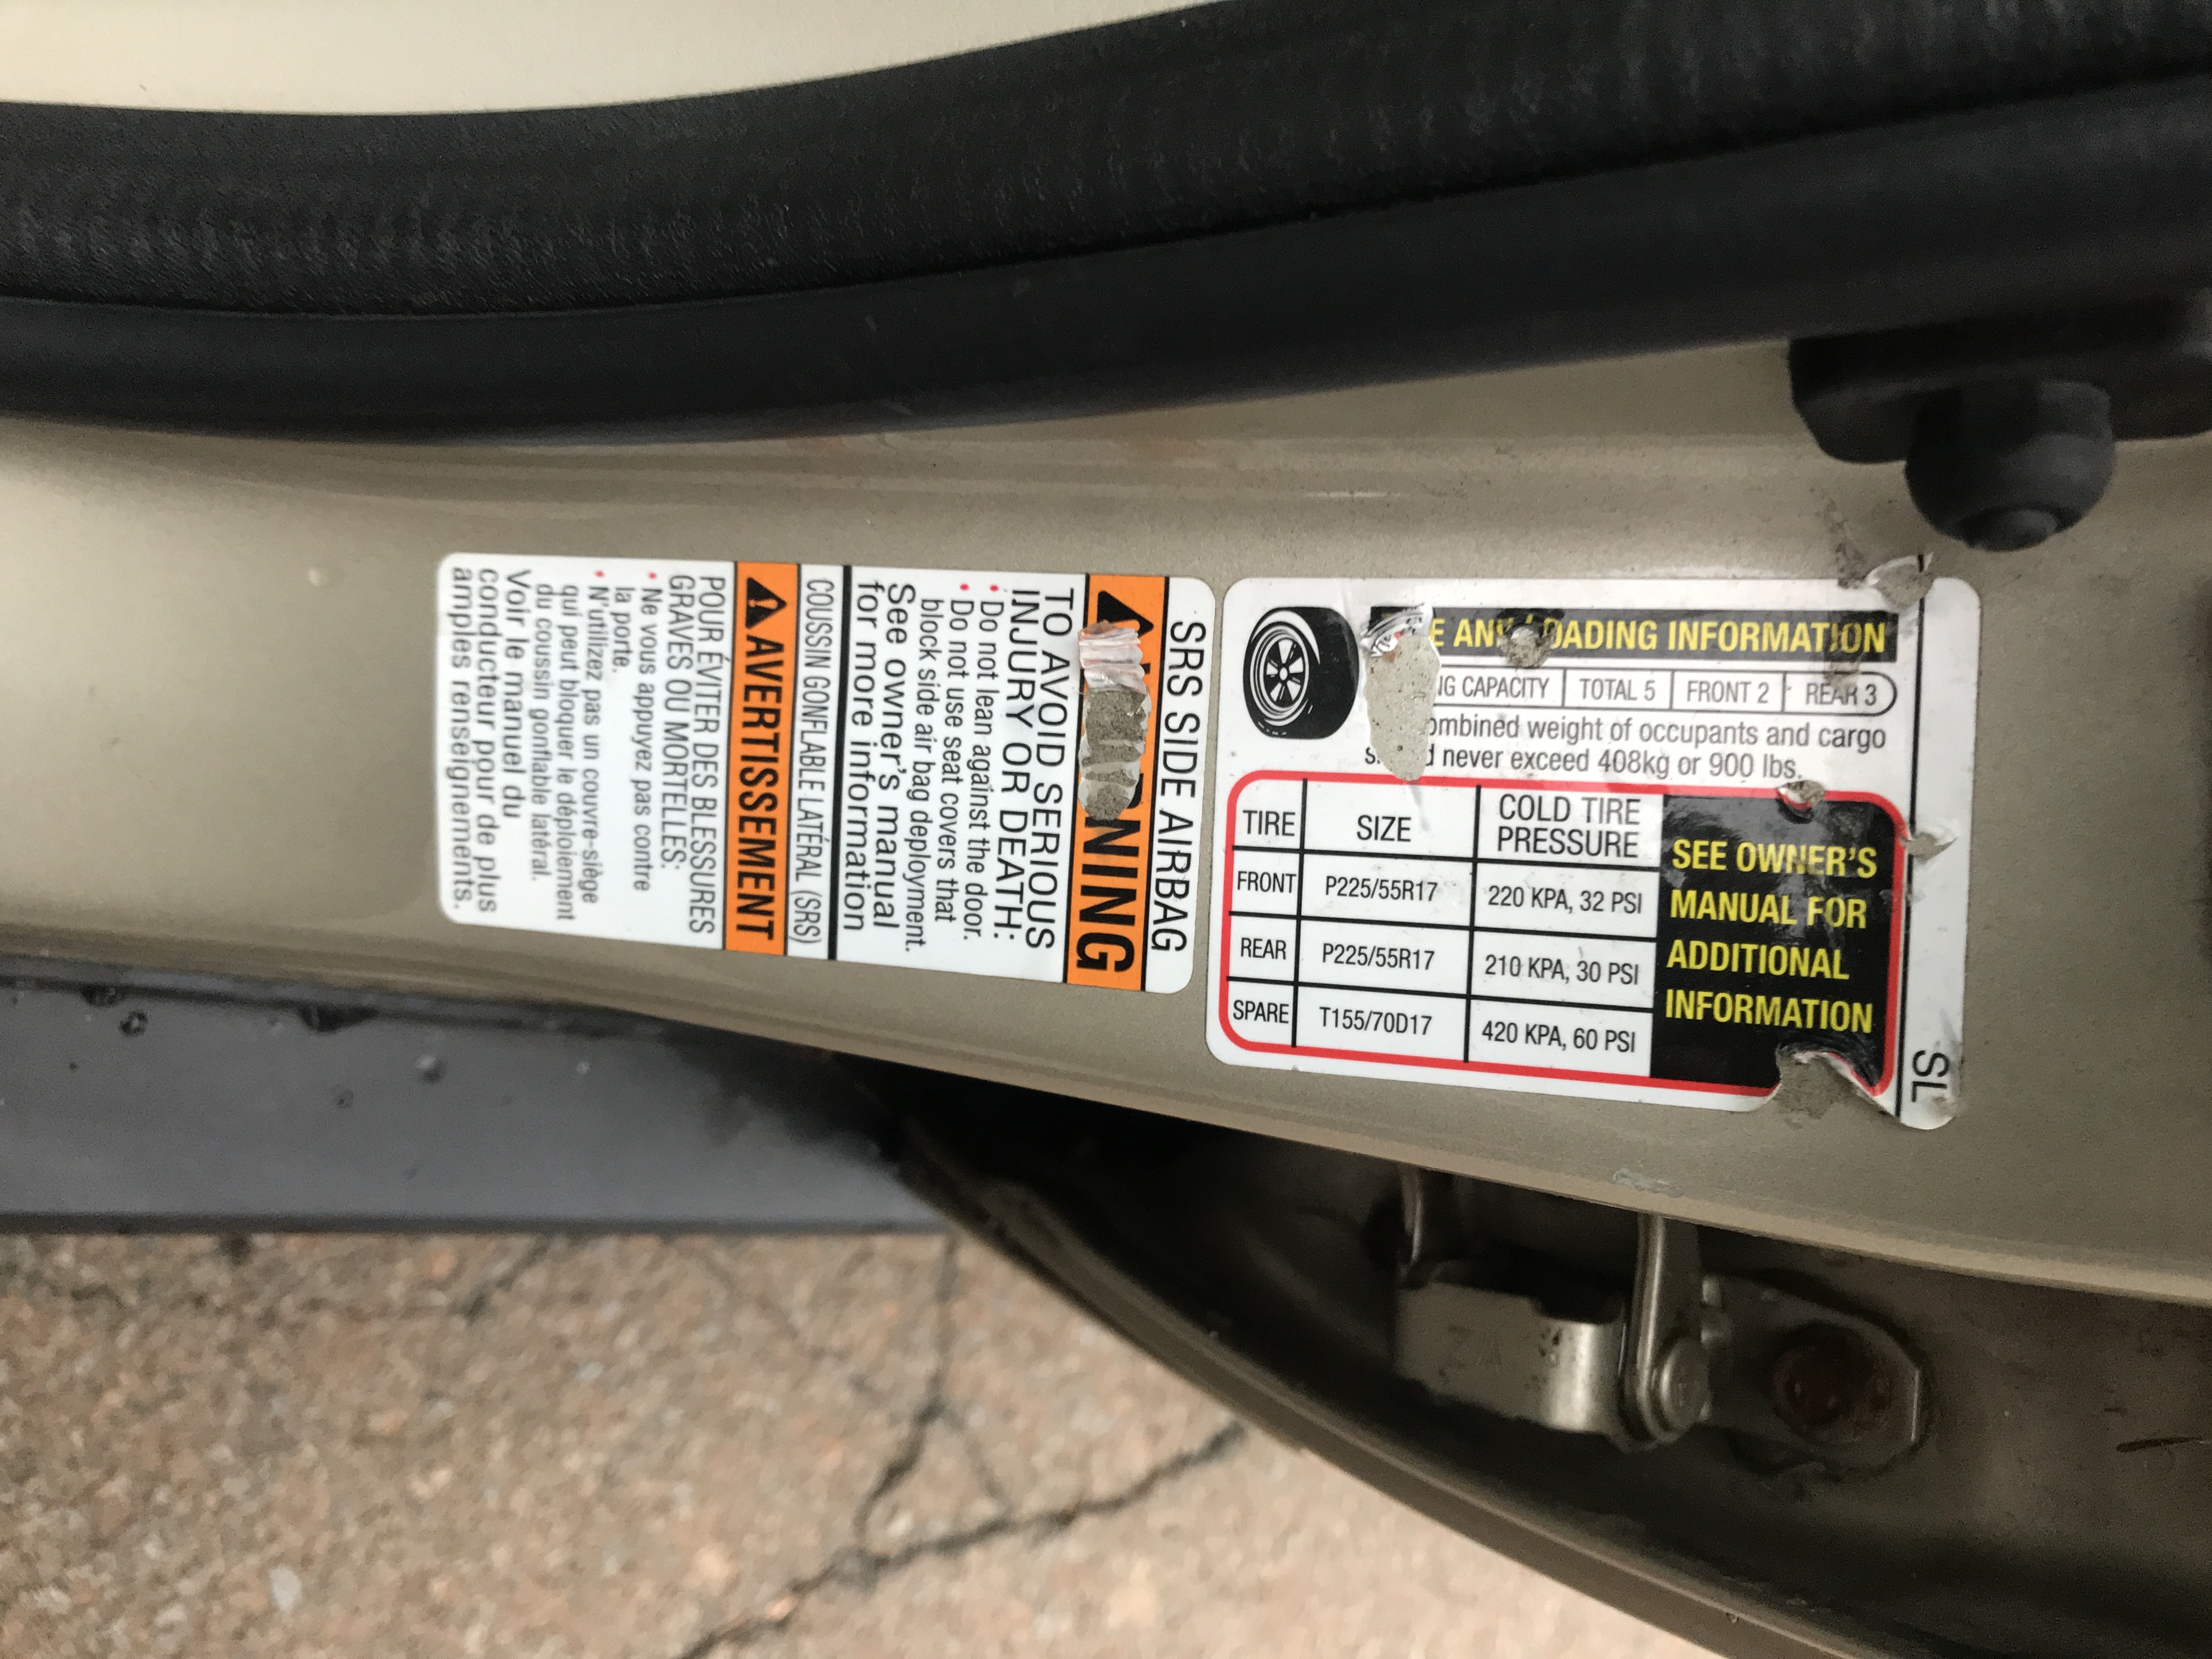 ANY LOADING INFORMATION
CAPACITY TOTAL 5 FRONT 2 REAR 3
weight of occupants and cargo
never exceed 408kg or 900 lbs.
TIRE SIZE COLD TIRE
PRESSURE
FRONT P225/55R17 220 KPA, 32 PSI
REAR P225/55R17 210 KPA, 30 PSI
SPARE T155/70D17 420 KPA, 60 PSI
SEE OWNER'S
MANUAL FOR
ADDITIONAL
INFORMATION
SL
SRS SIDE AIRBAG
TO AVOID SERIOUS
INJURY OR DEATH:
• Do not lean against the door.
• Do not use seat covers that
block side air bag deployment.
See owner's manual
for more information
COUSSIN GONFLABLE LATÉRAL (SRS)
AVERTISSEMENT
POUR ÉVITER DES BLESSURES
GRAVES OU MORTELLES:
• Ne vous appuyez pas contre
la porte.
• N'utilizez pas un couvre-siège
qui peut bloquer le déploiement
du coussin gonflable latéral.
Voir le manuel du
conducteur pour de plus
amples renseignements.